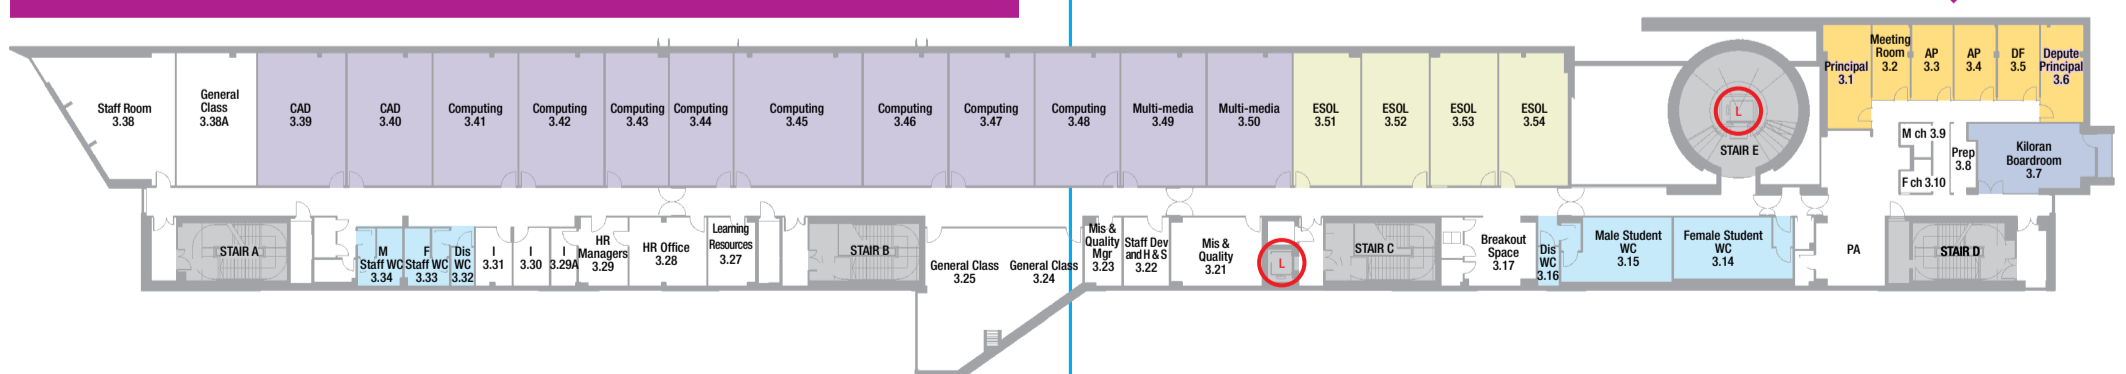 Staff Room
3.38
General
Class
3.38A
CAD
3.39
CAD
3.40
Computing
3.41
Computing
3.42
Computing
3.43
Computing
3.44
Computing
3.45
Computing
3.46
Computing
3.47
Computing
3.48
Multi-media
3.49
Multi-media
3.50
ESOL
3.51
ESOL
3.52
ESOL
3.53
ESOL
3.54
L
STAIR E
Principal
3.1
Meeting
Room
3.2
AP
3.3
AP
3.4
DF
3.5
Depute
Principal
3.6
M ch 3.9
F ch 3.10
Prep
3.8
Kiloran
Boardroom
3.7
STAIR A
M
Staff WC
3.34
F
Staff WC
3.33
Dis
WC
3.32
I
3.31
I
3.30
I
3.29A
HR
Managers
3.29
HR Office
3.28
Learning
Resources
3.27
STAIR B
General Class
3.25
General Class
3.24
Mis &
Quality
Mgr
3.23
Staff Dev
and H & S
3.22
Mis &
Quality
3.21
L
STAIR C
Breakout
Space
3.17
Dis
WC
3.16
Male Student
WC
3.15
Female Student
WC
3.14
PA
STAIR D